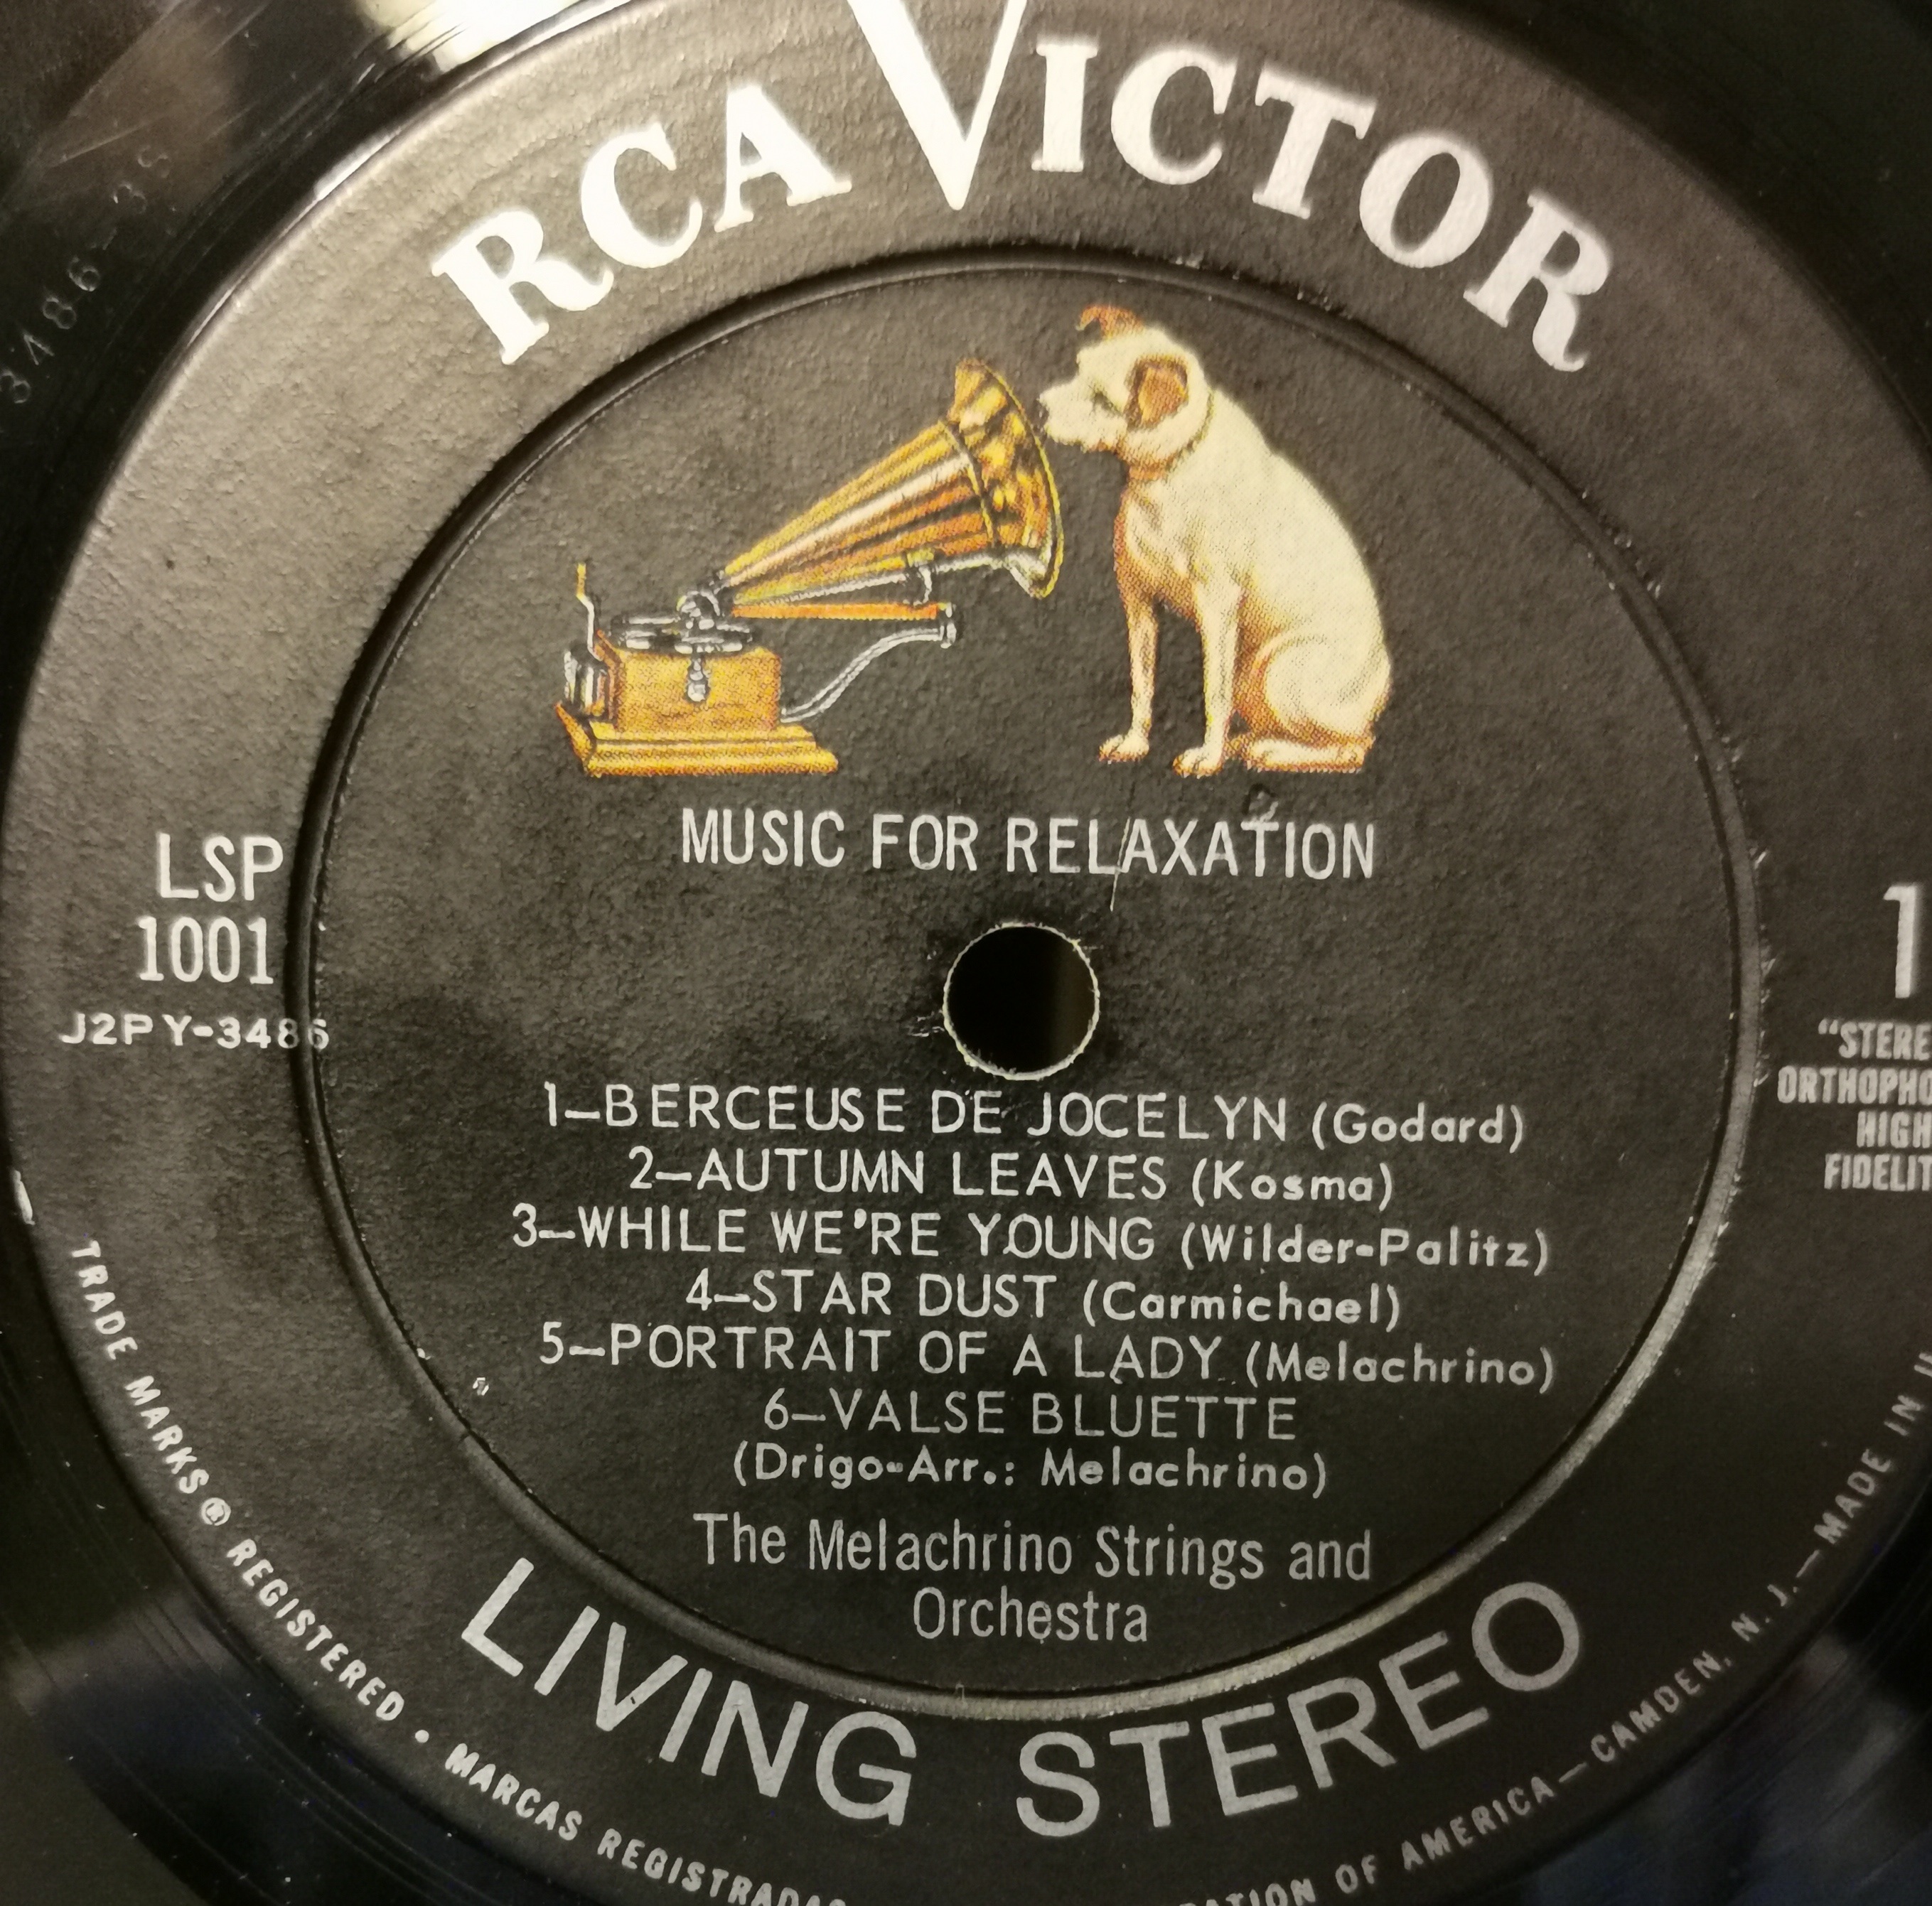 RCA VICTOR
MUSIC FOR RELAXATION
LSP
1001
J2PY-3486
1
1—BERCEUSE DE JOCELYN (Godard)
2—AUTUMN LEAVES (Kosma)
3—WHILE WE'RE YOUNG (Wilder-Palitz)
4—STAR DUST (Carmichael)
5—PORTRAIT OF A LADY (Melachrino)
6—VALSE BLUETTE
(Drigo-Arr.: Melachrino)
The Melachrino Strings and
Orchestra
LIVING STEREO
HIGH
TRADE MARKS ® REGISTERED • MARCAS REGISTRADAS
OF AMERICA—CAMDEN, N. J.—MADE IN